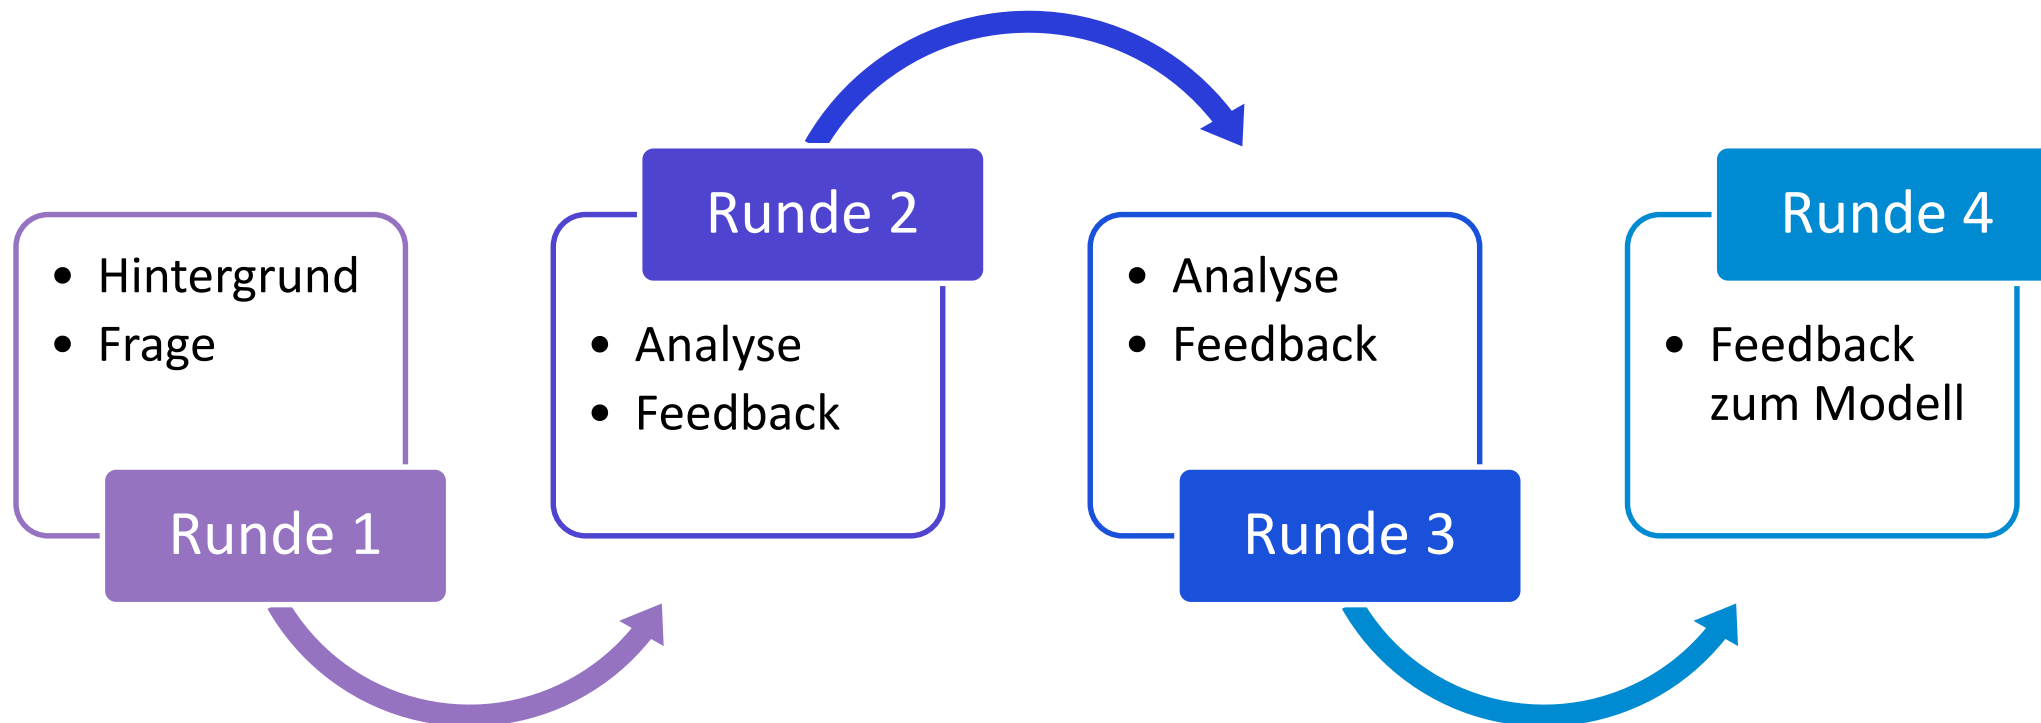 Hintergrund
Frage
Runde 1
Runde 2
Analyse
Feedback
Analyse
Feedback
Runde 3
Runde 4
Feedback
zum Modell